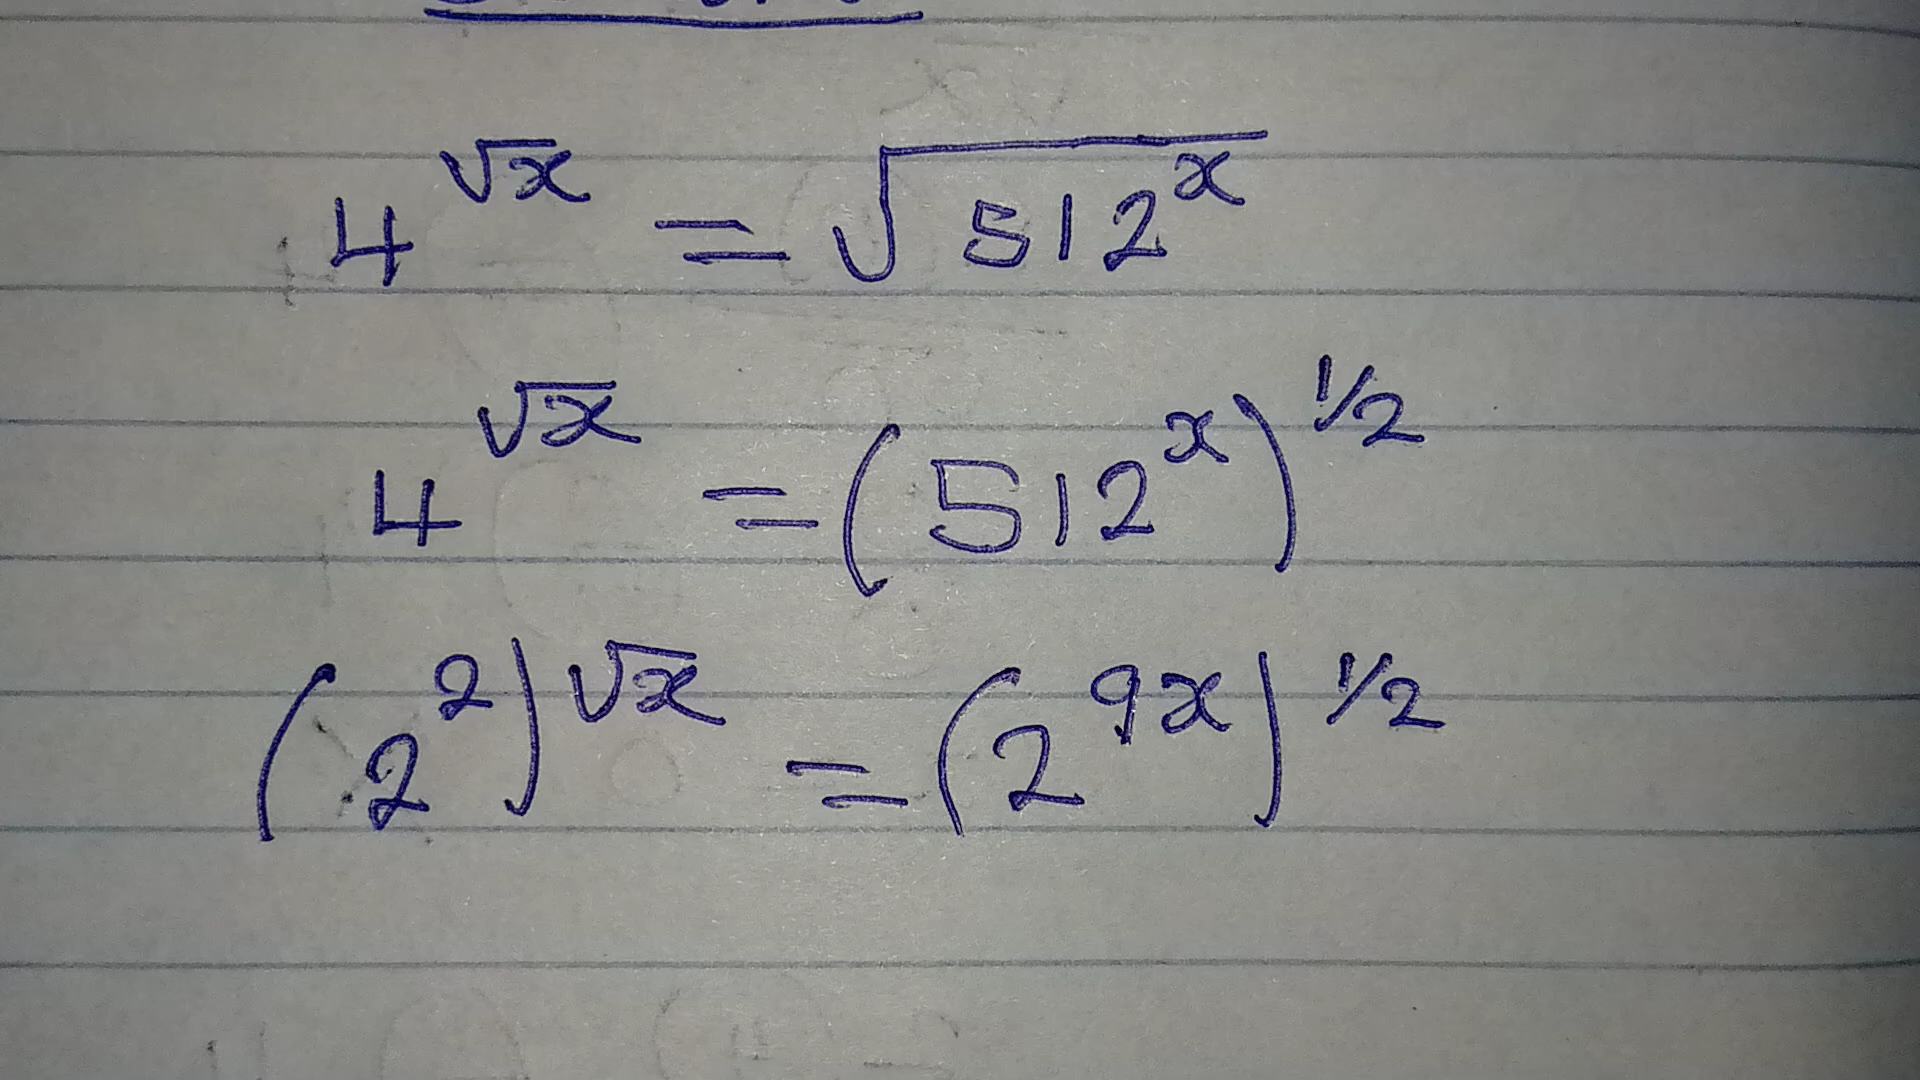 4^√x = √(512^x)
4^√x = (512^x)^1/2
(2^2)^√x = (2^9x)^1/2